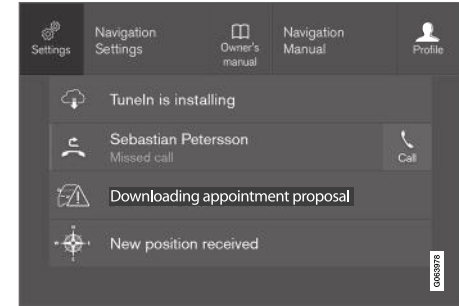 Settings
Navigation Settings
Owner's manual
Navigation Manual
Profile
TuneIn is installing
Sebastian Petersson
Missed call
Call
Downloading appointment proposal
New position received
G063978